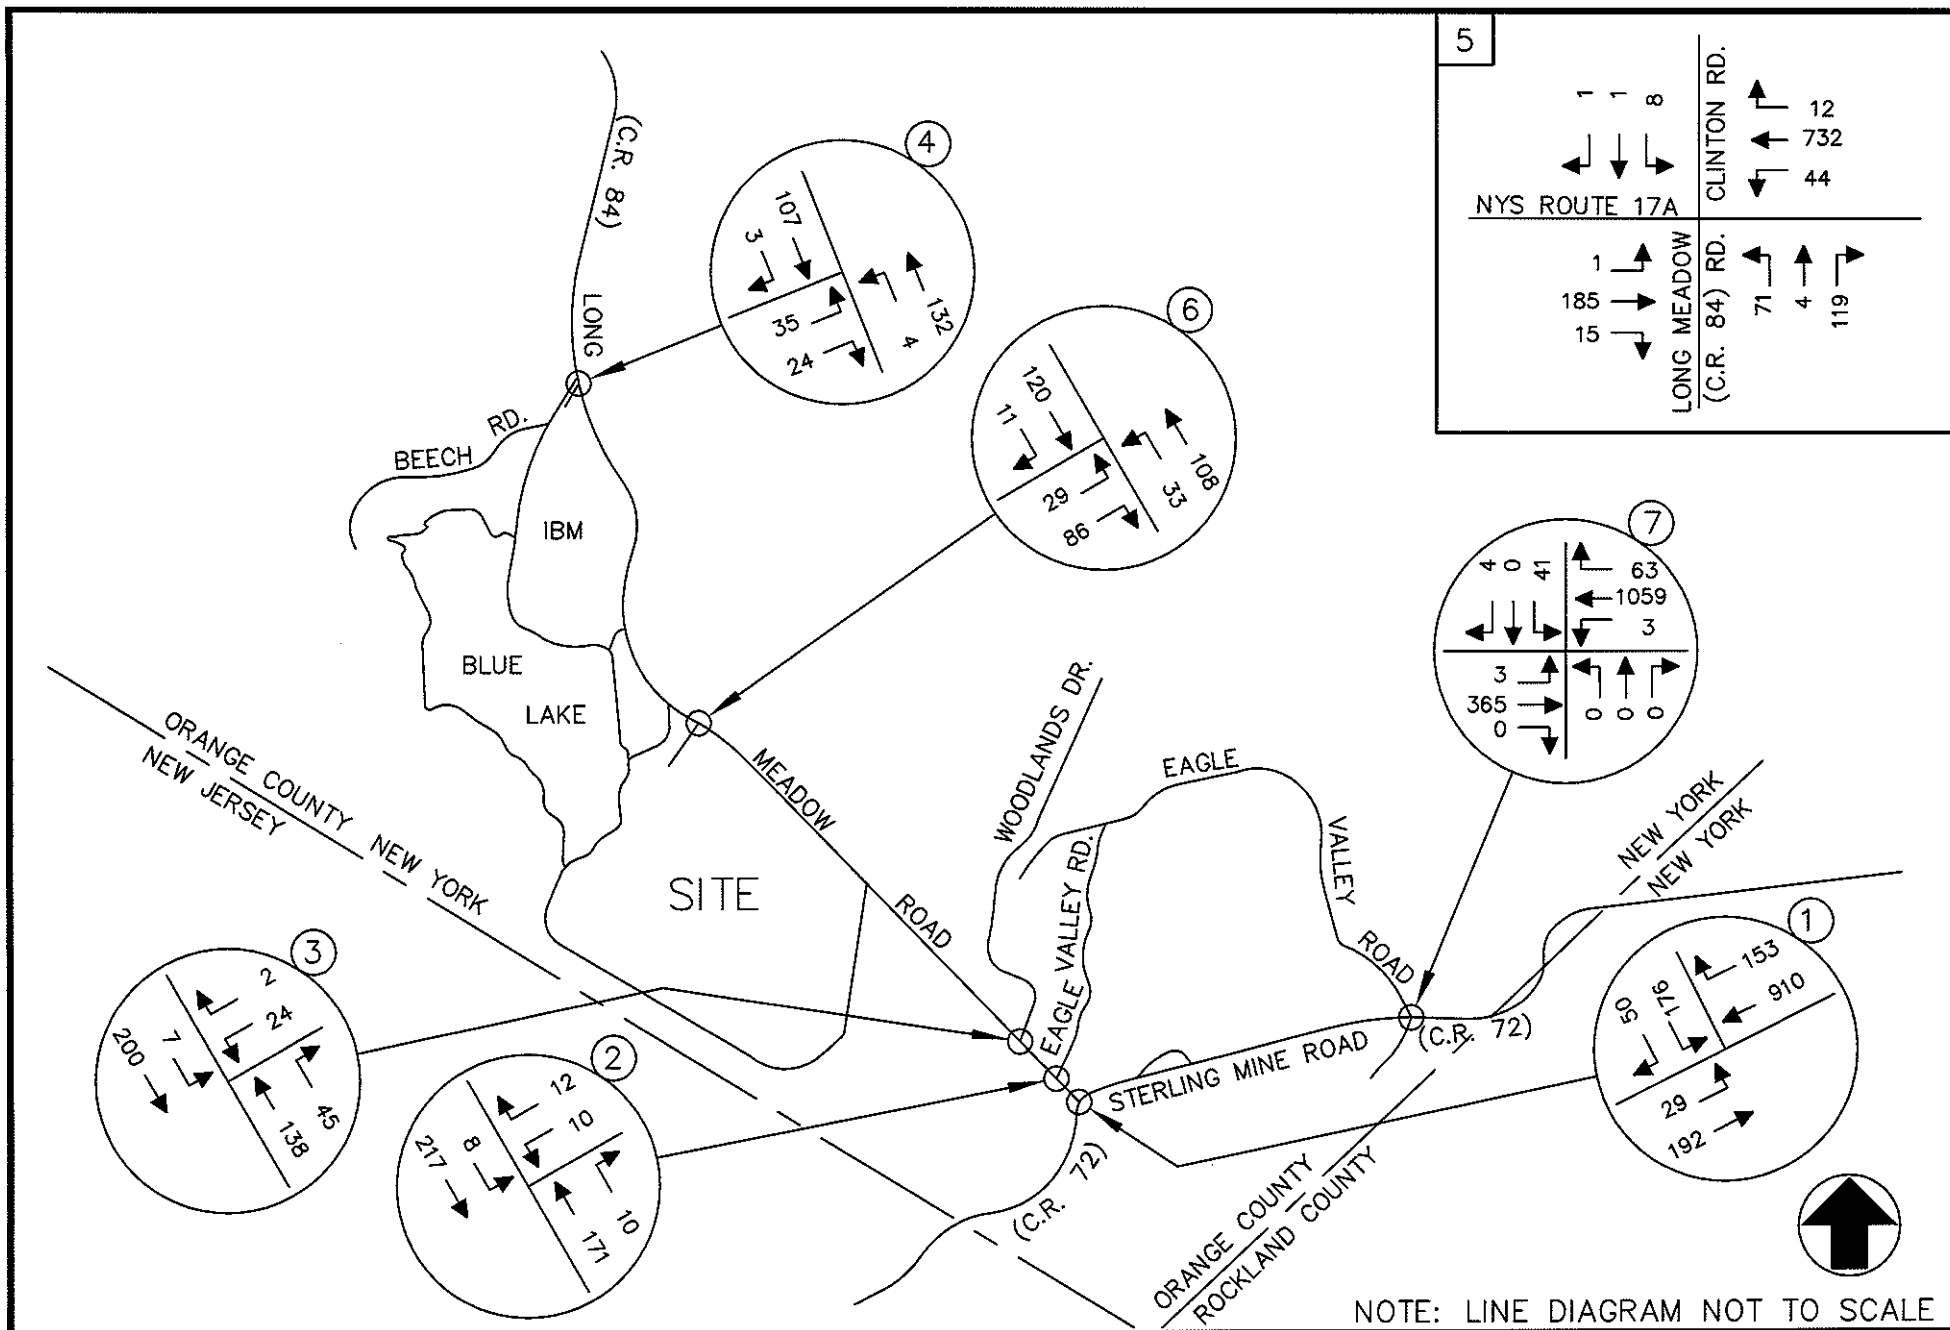 5
1
1
8
CLINTON RD.
12
732
44
NYS ROUTE 17A
1
185
15
LONG MEADOW
(C.R. 84) RD.
71
4
119
(C.R. 84)
LONG
4
107
3
35
24
132
4
6
120
11
29
86
108
33
BEECH RD.
IBM
BLUE
LAKE
7
4
0
41
63
1059
3
3
365
0
0
0
0
ORANGE COUNTY NEW YORK
NEW JERSEY
MEADOW
ROAD
SITE
WOODLANDS DR.
EAGLE VALLEY RD.
EAGLE
VALLEY
ROAD
NEW YORK
NEW YORK
3
2
24
7
200
45
138
2
12
10
8
217
10
171
1
153
910
176
50
29
192
STERLING MINE ROAD
(C.R. 72)
(C.R. 72)
ORANGE COUNTY
ROCKLAND COUNTY
NOTE: LINE DIAGRAM NOT TO SCALE